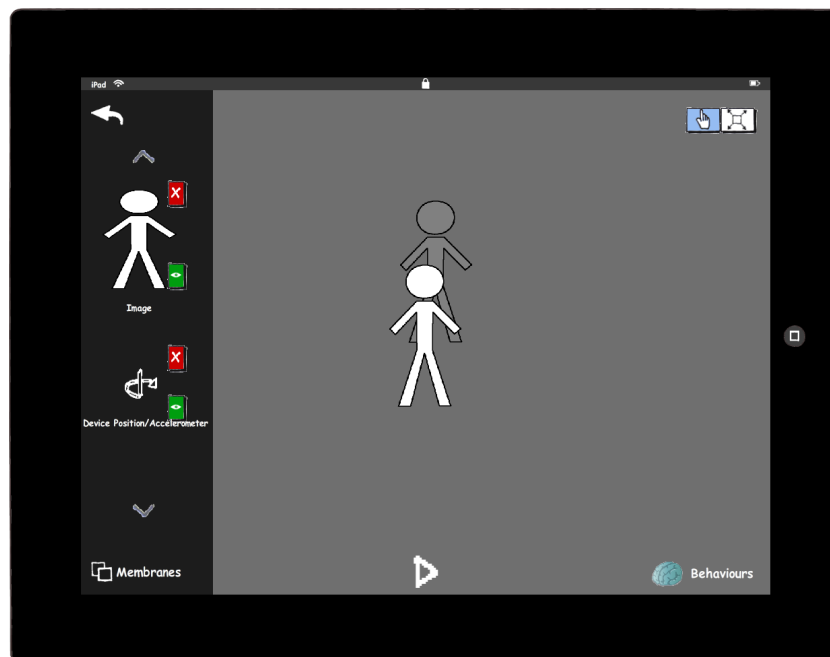 iPad
X
Image
X
Device Position/Accelerometer
Membranes
Behaviours